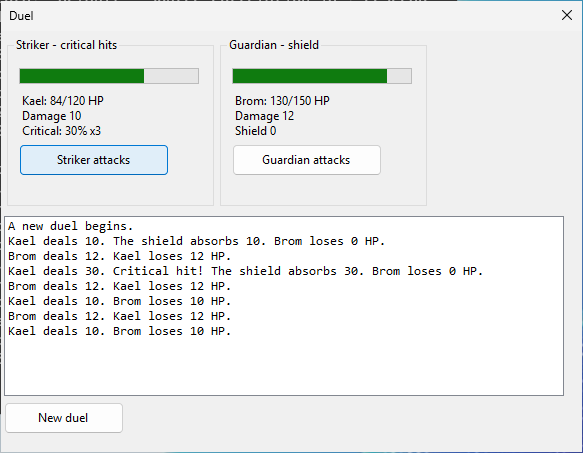 Duel
Striker - critical hits
Kael: 84/120 HP
Damage 10
Critical: 30% x3
Striker attacks
Guardian - shield
Brom: 130/150 HP
Damage 12
Shield 0
Guardian attacks
A new duel begins.
Kael deals 10. The shield absorbs 10. Brom loses 0 HP.
Brom deals 12. Kael loses 12 HP.
Kael deals 30. Critical hit! The shield absorbs 30. Brom loses 0 HP.
Brom deals 12. Kael loses 12 HP.
Kael deals 10. Brom loses 10 HP.
Brom deals 12. Kael loses 12 HP.
Kael deals 10. Brom loses 10 HP.
New duel